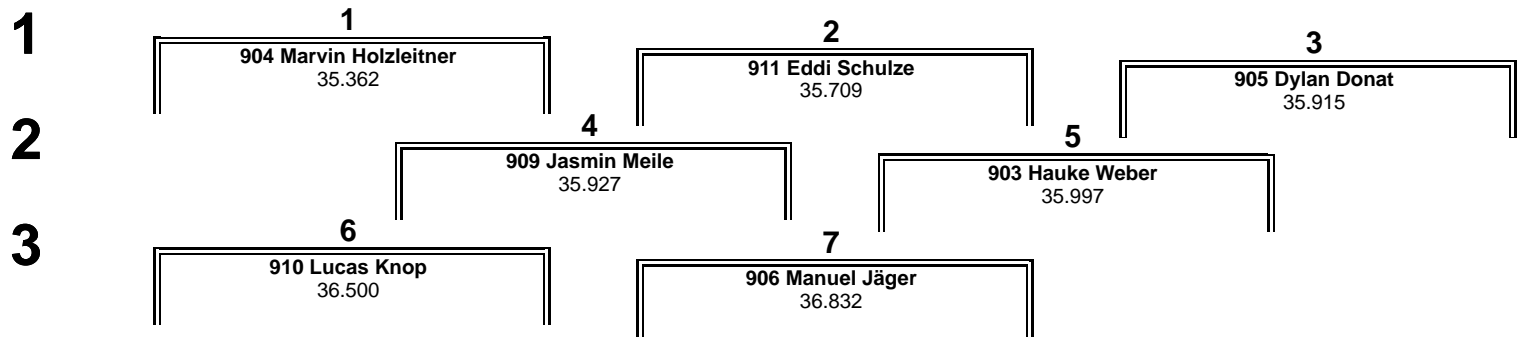 1
1
904 Marvin Holzleitner
35.362
2
911 Eddi Schulze
35.709
3
905 Dylan Donat
35.915
2
4
909 Jasmin Meile
35.927
5
903 Hauke Weber
35.997
3
6
910 Lucas Knop
36.500
7
906 Manuel Jäger
36.832